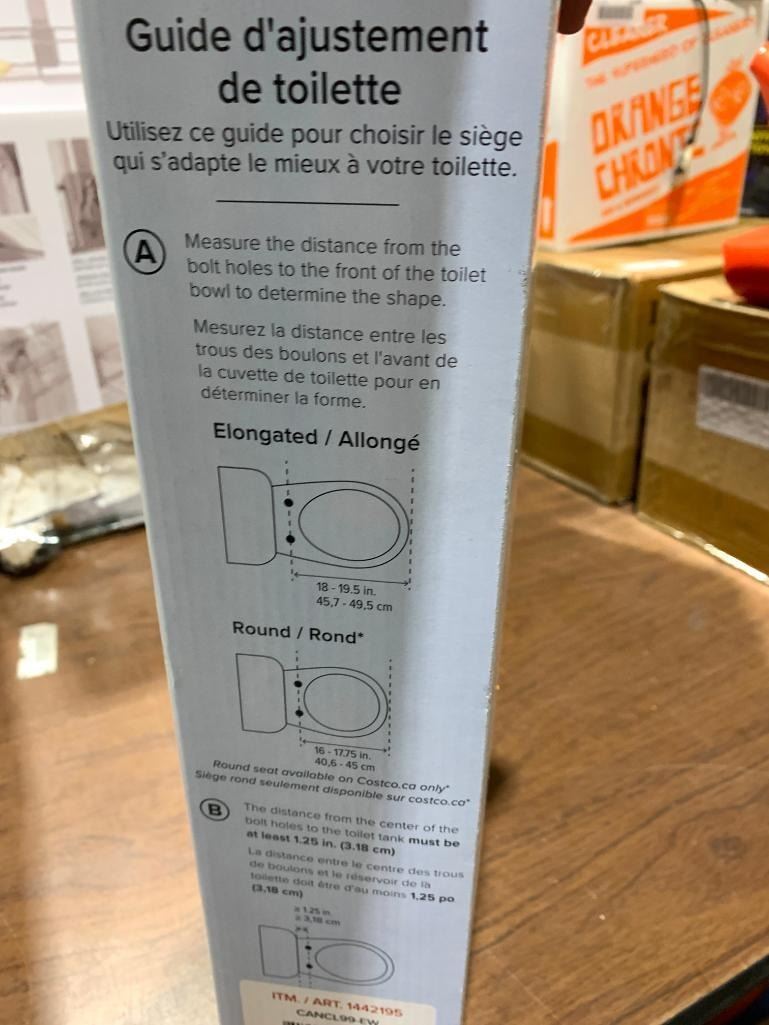 Guide d'ajustement
de toilette
Utilisez ce guide pour choisir le siège
qui s'adapte le mieux à votre toilette.
A
Measure the distance from the
bolt holes to the front of the toilet
bowl to determine the shape.
Mesurez la distance entre les
trous des boulons et l'avant de
la cuvette de toilette pour en
déterminer la forme.
Elongated / Allongé
18 - 19.5 in.
45,7 - 49,5 cm
Round / Rond*
16 - 17.75 in.
40,6 - 45 cm
Round seat available on Costco.ca only*
Siège rond seulement disponible sur costco.ca*
B
The distance from the center of the
bolt holes to the toilet tank must be
at least 1.25 in. (3.18 cm)
La distance entre le centre des trous
de boulons et le réservoir de la
toilette doit être d'au moins 1,25 po
(3,18 cm)
≥ 1.25 in.
≥ 3,18 cm
ITM. / ART. 1442195
CANCL99-EW
CLEANER
THE SUPERHERO OF CLEANERS
ORANGE